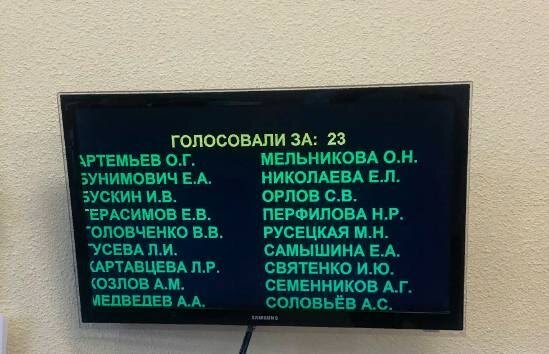 ГОЛОСОВАЛИ ЗА: 23
АРТЕМЬЕВ О.Г.
БУНИМОВИЧ Е.А.
БУСКИН И.В.
ГЕРАСИМОВ Е.В.
ГОЛОВЧЕНКО В.В.
ГУСЕВА Л.И.
КАРТАВЦЕВА Л.Р.
КОЗЛОВ А.М.
МЕДВЕДЕВ А.А.
МЕЛЬНИКОВА О.Н.
НИКОЛАЕВА Е.Л.
ОРЛОВ С.В.
ПЕРФИЛОВА Н.Р.
РУСЕЦКАЯ М.Н.
САМЫШИНА Е.А.
СВЯТЕНКО И.Ю.
СЕМЕННИКОВ А.Г.
СОЛОВЬЁВ А.С.
SAMSUNG